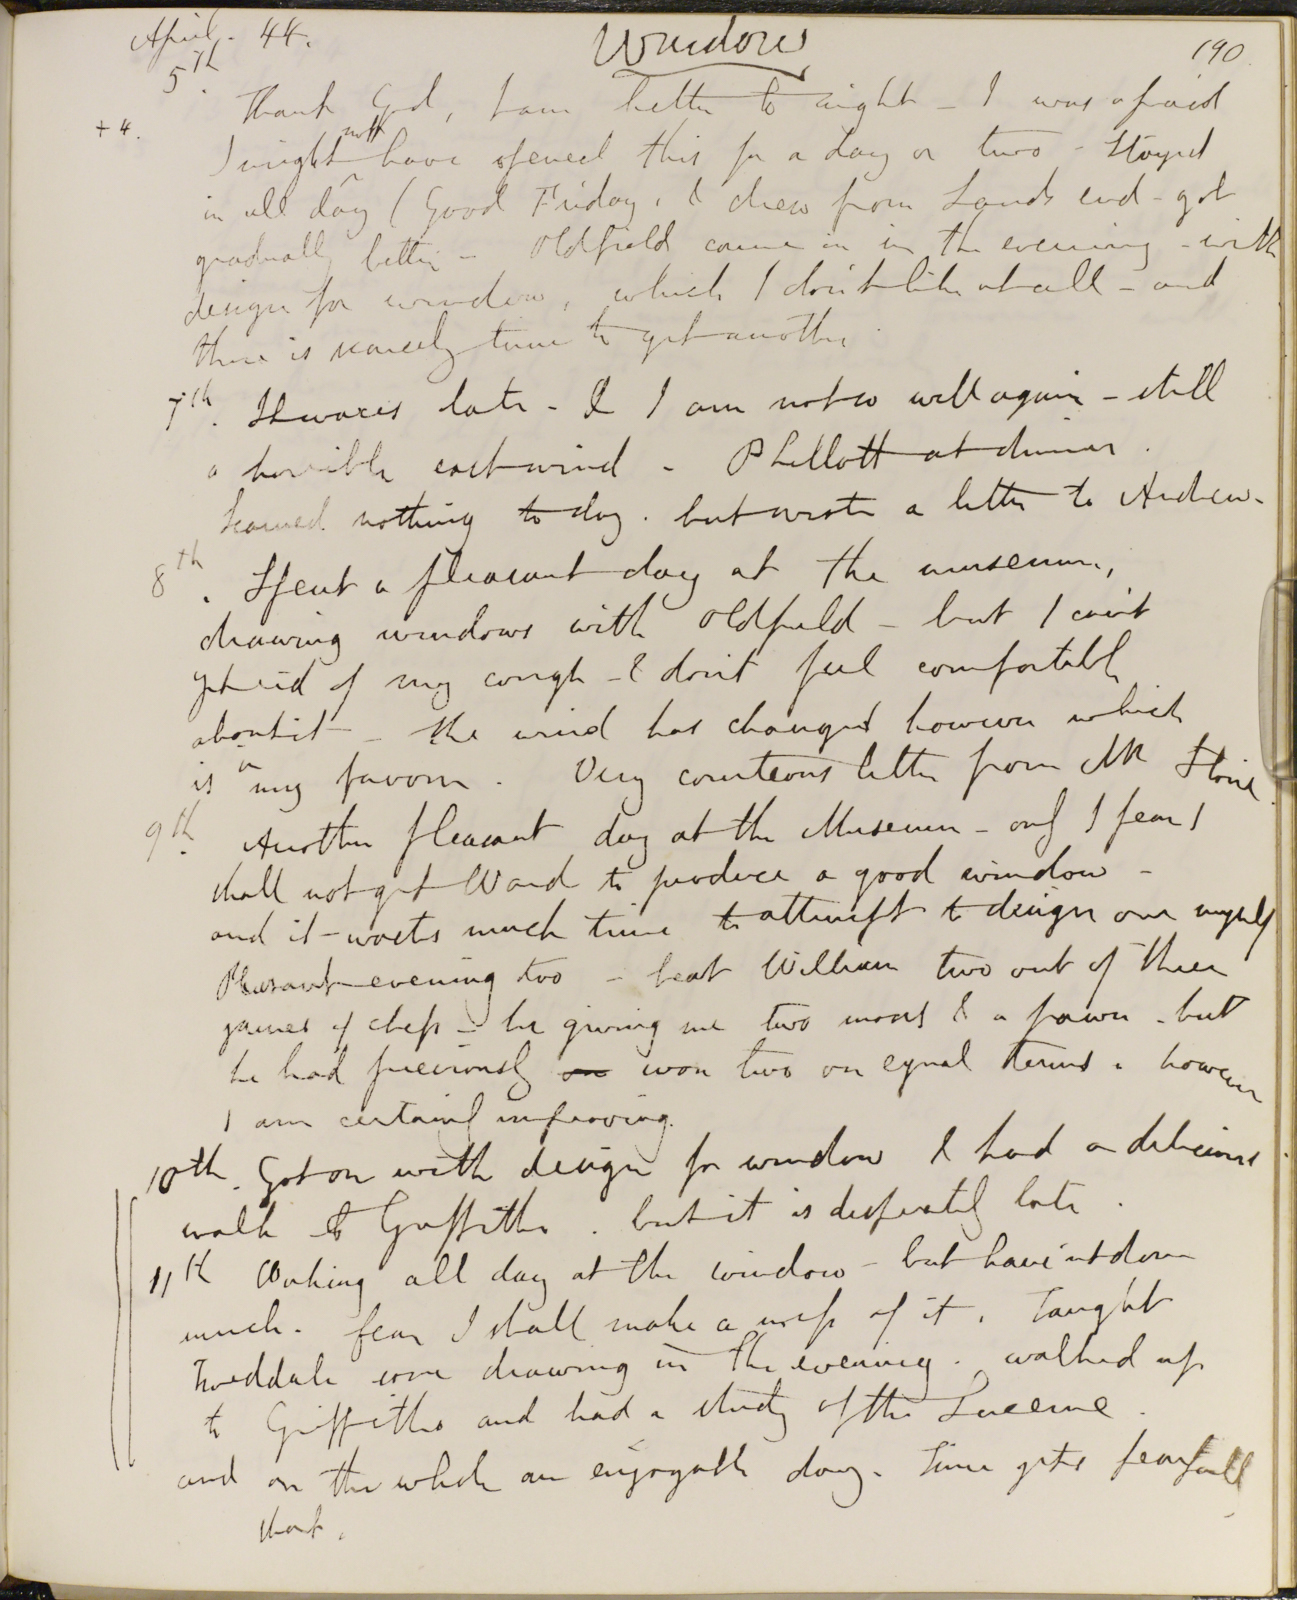 April. 44. Windows 190.
5th
Thank God, I am better to night - I was afraid
+ 4. I might not have opened this for a day or two - Stayed
in all day (Good Friday, & drew from Lands end - got
gradually better - Oldfield came in in the evening - with
design for window, which I don't like at all - and
there is scarcely time to get another.
7th. It waxes late - & I am not so well again - still
a horrible east wind - Phillott at dinner.
Learned nothing to day. but wrote a letter to Andrew.
8th. Spent a pleasant day at the museum,
drawing windows with Oldfield - but I can't
get rid of my cough - & don't feel comfortable
about it - the wind has changed however which
is in my favour. Very courteous letter from Mr
9th. Another pleasant day at the Museum - only I fear I
shall not get Ward to produce a good window -
and it wastes much time to attempt to design one myself
Pleasant evening too - beat William two out of three
games of chess - he giving me two moves & a pawn - but
he had previously on won two on equal terms. however
I am certainly improving.
10th. Got on with design for window & had a delicious
walk to Griffiths. but it is desperately late.
11th Working all day at the window - but haven't done
much. fear I shall make a mess of it. Taught
Tweddale some drawing in the evening. walked up
to Griffiths and had a study of the Lucerne.
and on the whole an enjoyable day. Time gets fearfully
short.